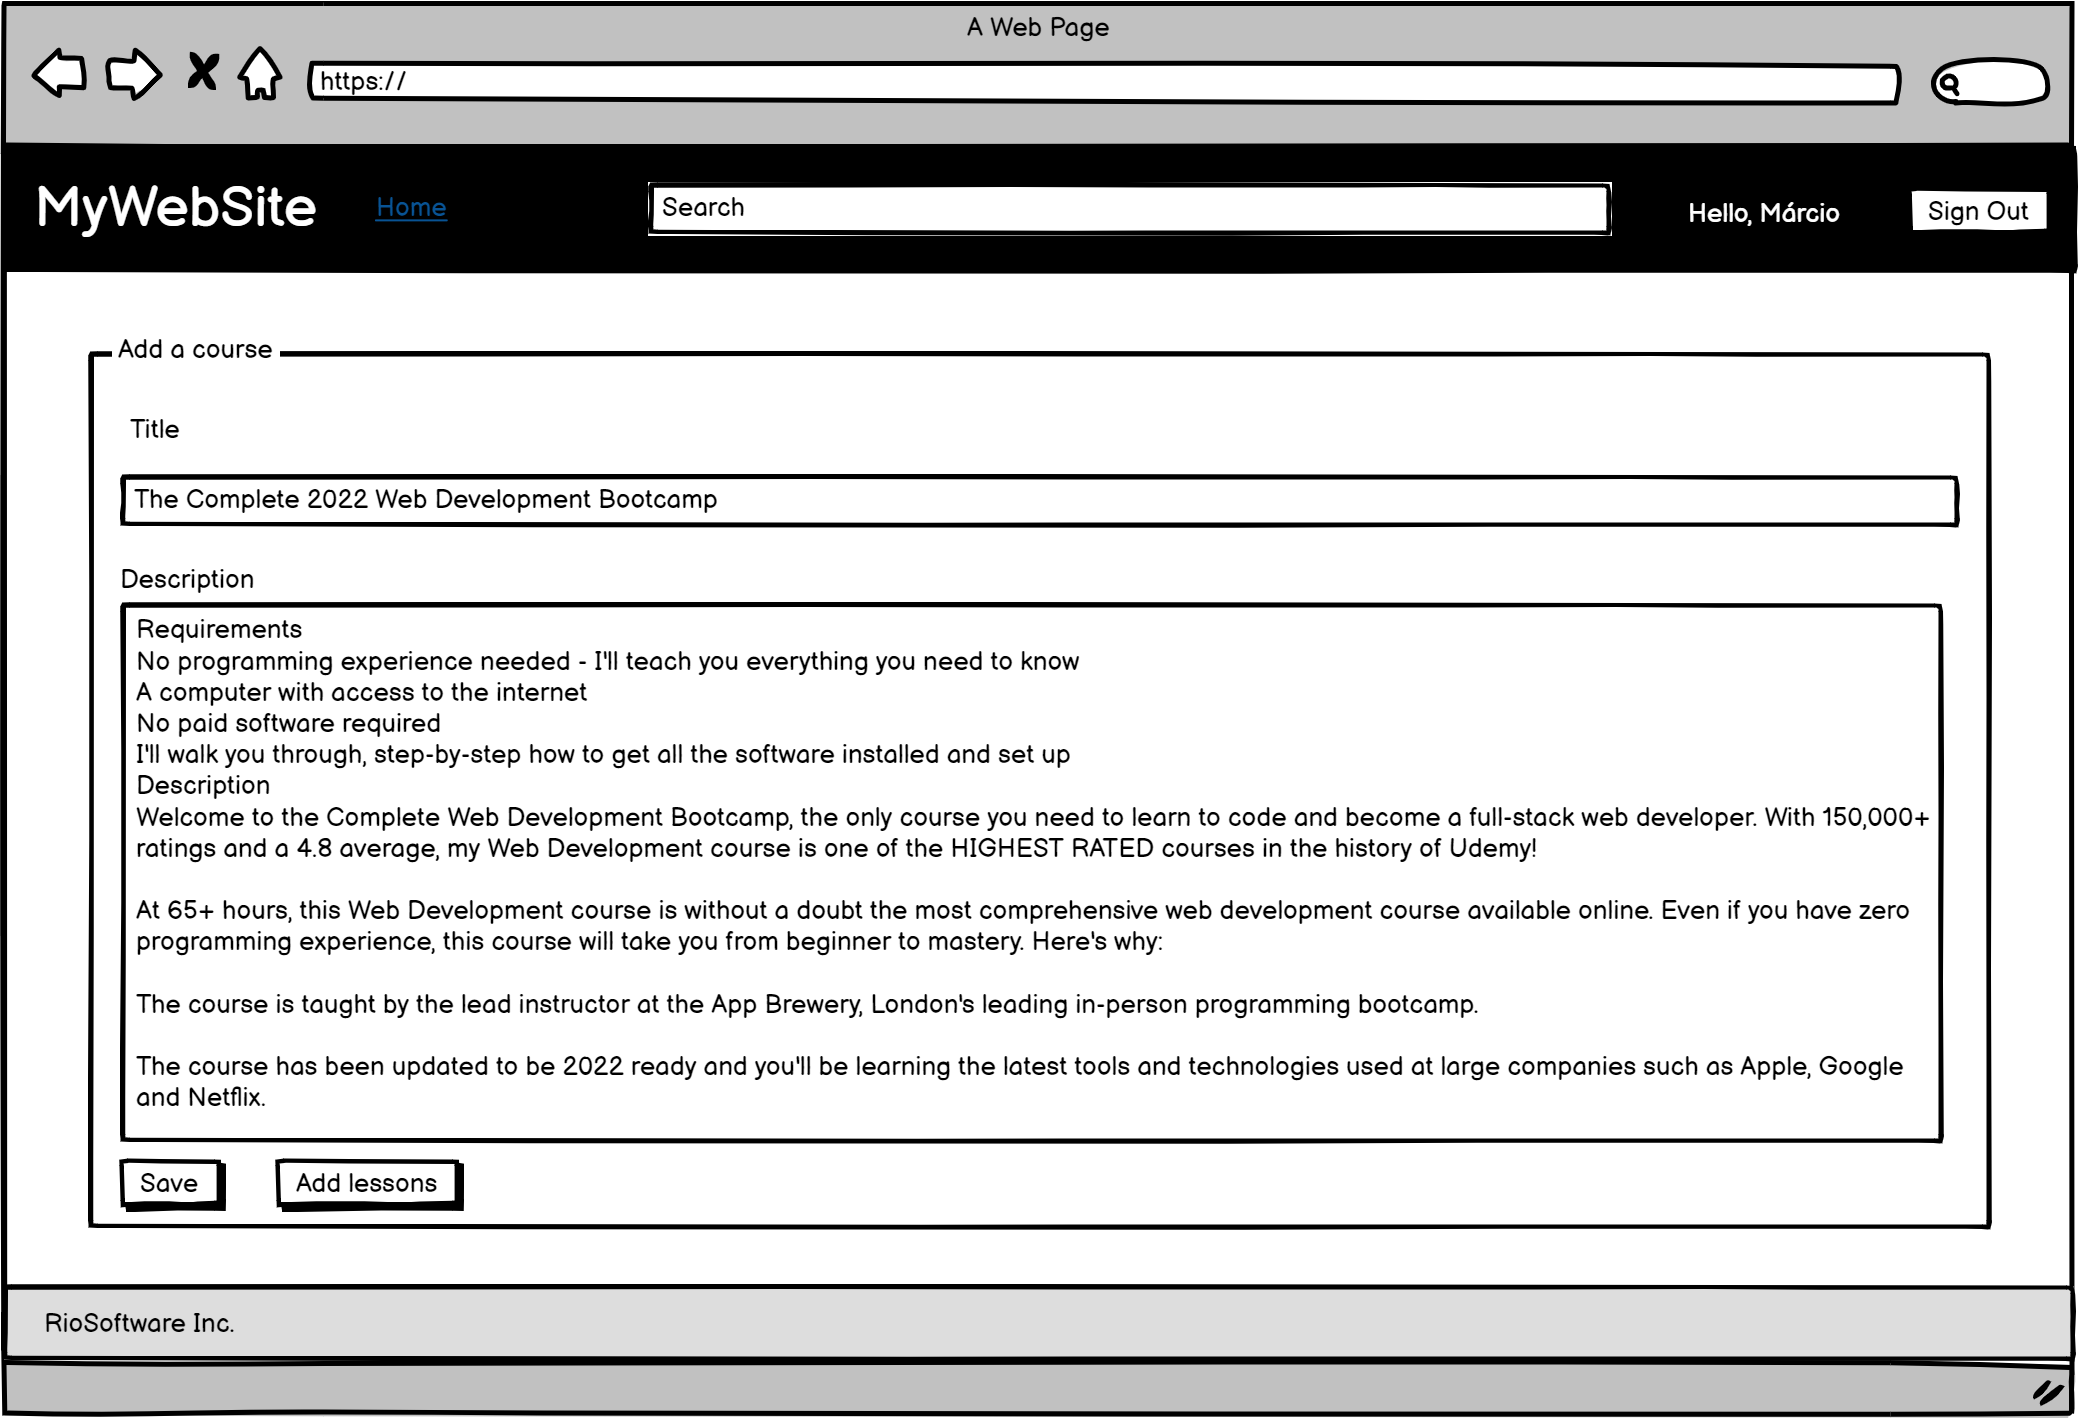 A Web Page
https://
MyWebSite
Home
Search
Hello, Márcio
Sign Out
Add a course
Title
The Complete 2022 Web Development Bootcamp
Description
Requirements
No programming experience needed - I'll teach you everything you need to know
A computer with access to the internet
No paid software required
I'll walk you through, step-by-step how to get all the software installed and set up
Description
Welcome to the Complete Web Development Bootcamp, the only course you need to learn to code and become a full-stack web developer. With 150,000+
ratings and a 4.8 average, my Web Development course is one of the HIGHEST RATED courses in the history of Udemy!
At 65+ hours, this Web Development course is without a doubt the most comprehensive web development course available online. Even if you have zero
programming experience, this course will take you from beginner to mastery. Here's why:
The course is taught by the lead instructor at the App Brewery, London's leading in-person programming bootcamp.
The course has been updated to be 2022 ready and you'll be learning the latest tools and technologies used at large companies such as Apple, Google
and Netflix.
Save
Add lessons
RioSoftware Inc.